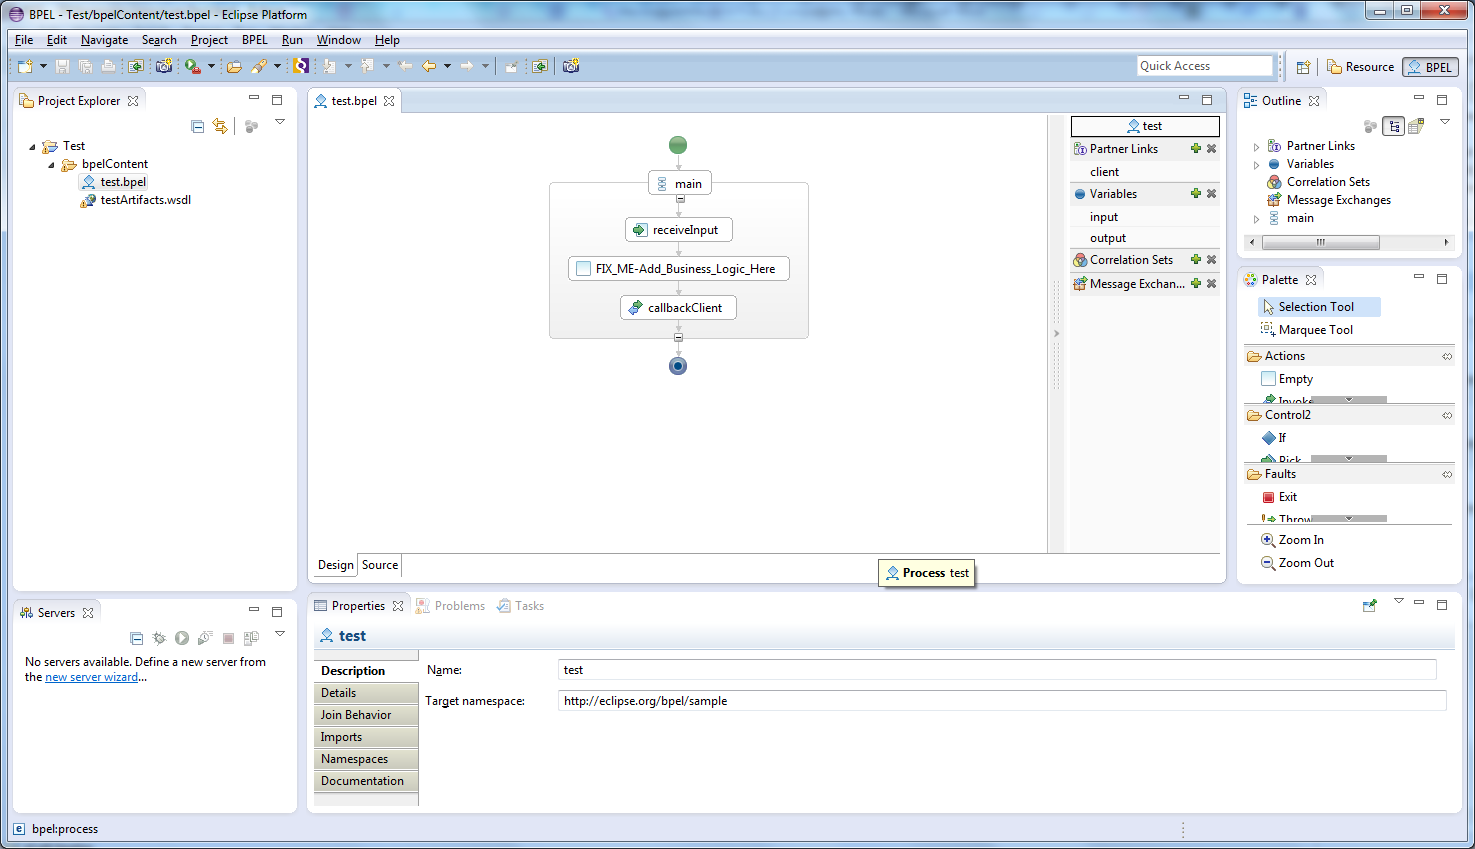 BPEL - Test/bpelContent/test.bpel - Eclipse Platform
File Edit Navigate Search Project BPEL Run Window Help
Quick Access
Resource
BPEL
Project Explorer
Test
bpelContent
test.bpel
testArtifacts.wsdl
test.bpel
main
receiveInput
FIX_ME-Add_Business_Logic_Here
callbackClient
test
Partner Links
client
Variables
input
output
Correlation Sets
Message Exchan...
Design Source
Process test
Outline
Partner Links
Variables
Correlation Sets
Message Exchanges
main
Palette
Selection Tool
Marquee Tool
Actions
Empty
Invoke
Control2
If
Pick
Faults
Exit
Throw
Zoom In
Zoom Out
Servers
No servers available. Define a new server from
the new server wizard...
Properties Problems Tasks
test
Description
Details
Join Behavior
Imports
Namespaces
Documentation
Name: test
Target namespace: http://eclipse.org/bpel/sample
bpel:process